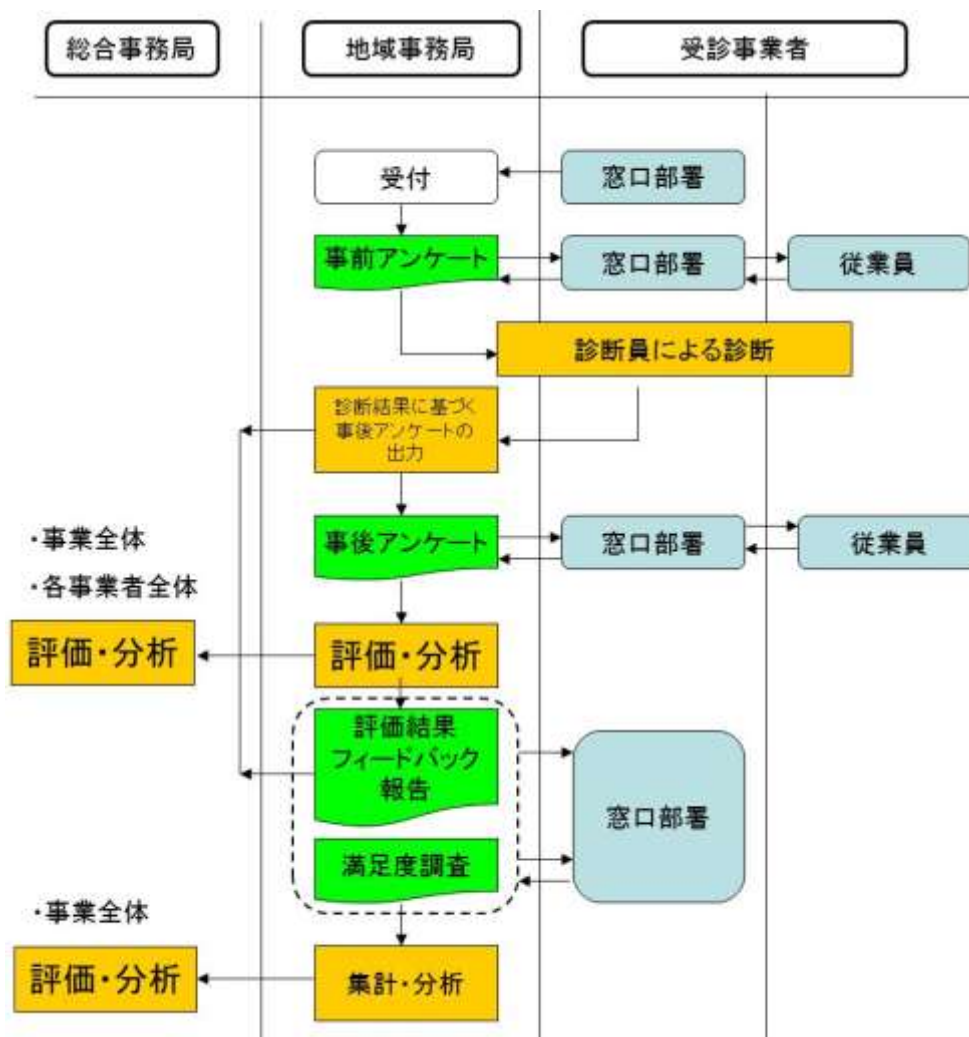 総合事務局
地域事務局
受診事業者
受付
窓口部署
事前アンケート
窓口部署
従業員
診断員による診断
診断結果に基づく
事後アンケートの
出力
・事業全体
・各事業者全体
事後アンケート
窓口部署
従業員
評価・分析
評価・分析
評価結果
フィードバック
報告
窓口部署
満足度調査
・事業全体
評価・分析
集計・分析